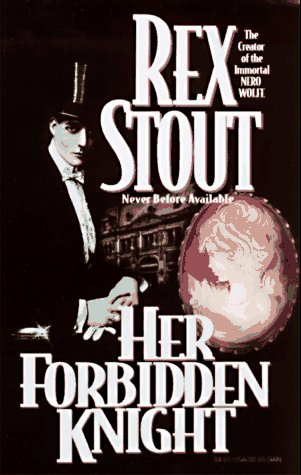 REX
STOUT
The
Creator
of the
Immortal
NERO
WOLFE
Never Before Available
HER
FORBIDDEN
KNIGHT